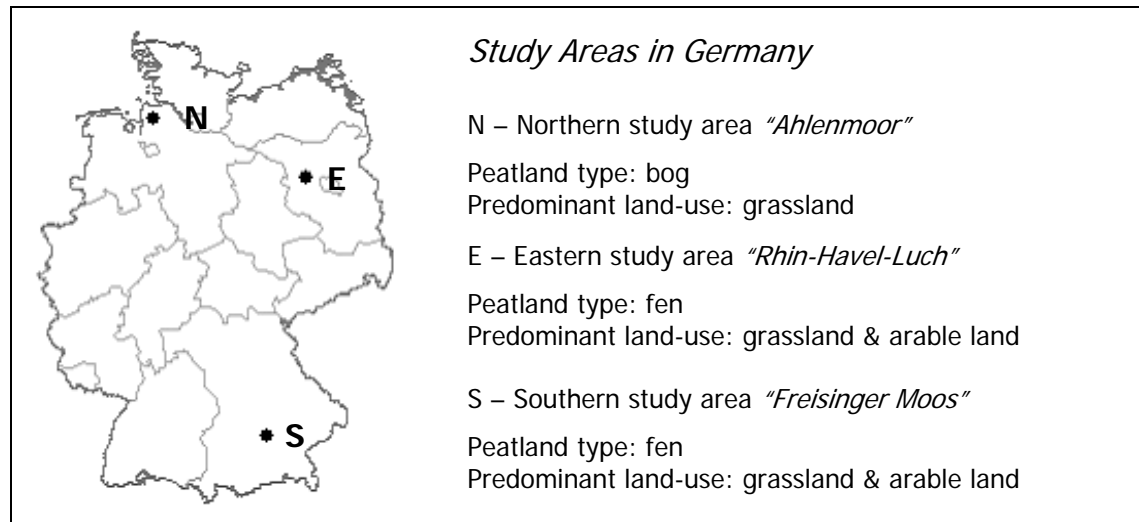 Study Areas in Germany
N – Northern study area "Ahlenmoor"
Peatland type: bog
Predominant land-use: grassland
E – Eastern study area "Rhin-Havel-Luch"
Peatland type: fen
Predominant land-use: grassland & arable land
S – Southern study area "Freisinger Moos"
Peatland type: fen
Predominant land-use: grassland & arable land
N
E
S